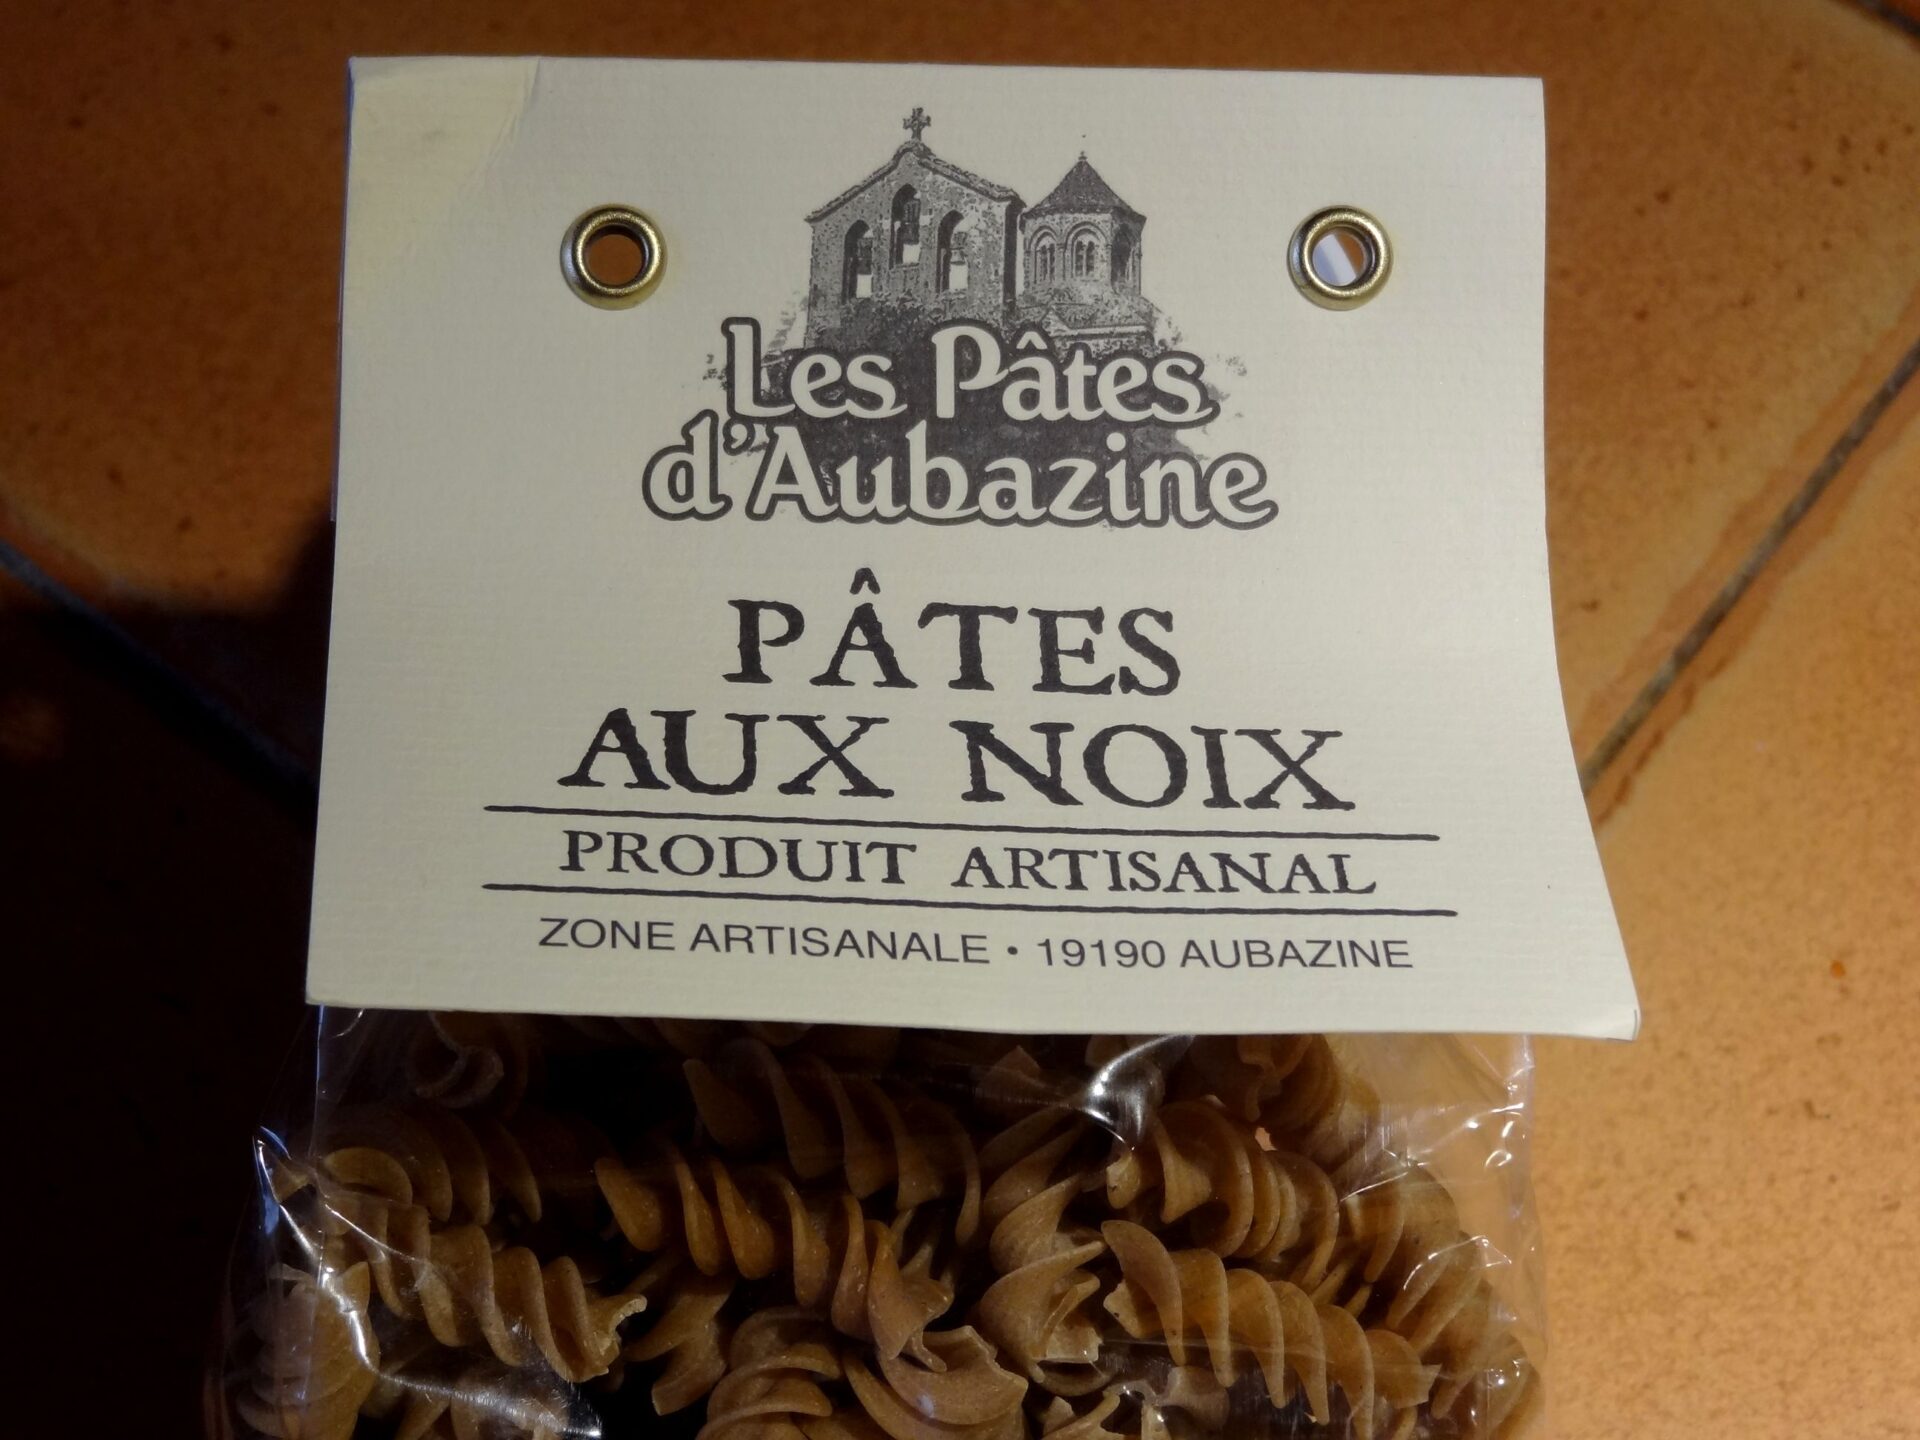 Les Pâtes
d'Aubazine
PÂTES
AUX NOIX
PRODUIT ARTISANAL
ZONE ARTISANALE • 19190 AUBAZINE